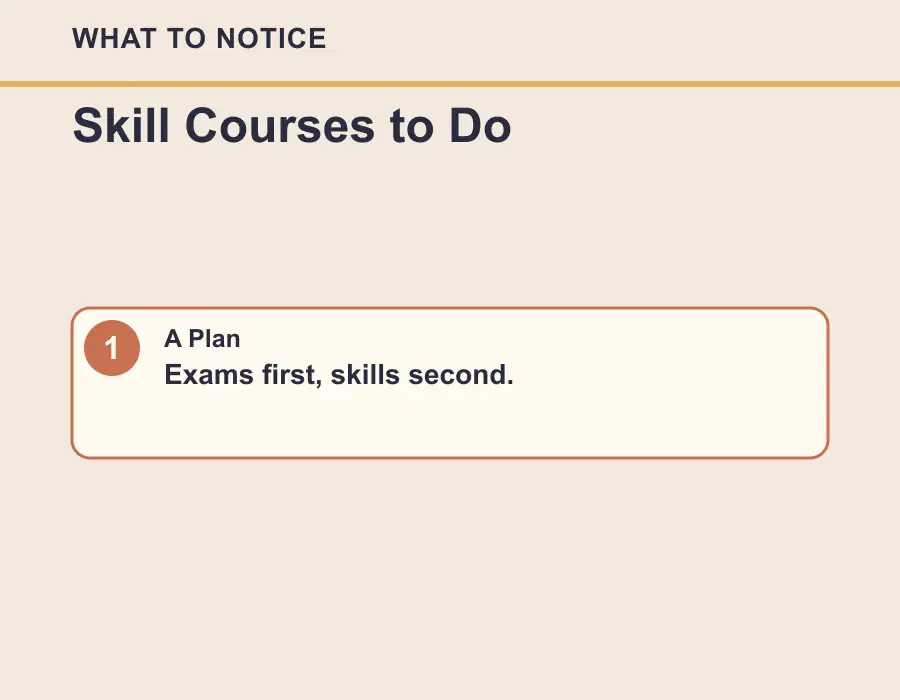 WHAT TO NOTICE
Skill Courses to Do
1
A Plan
Exams first, skills second.